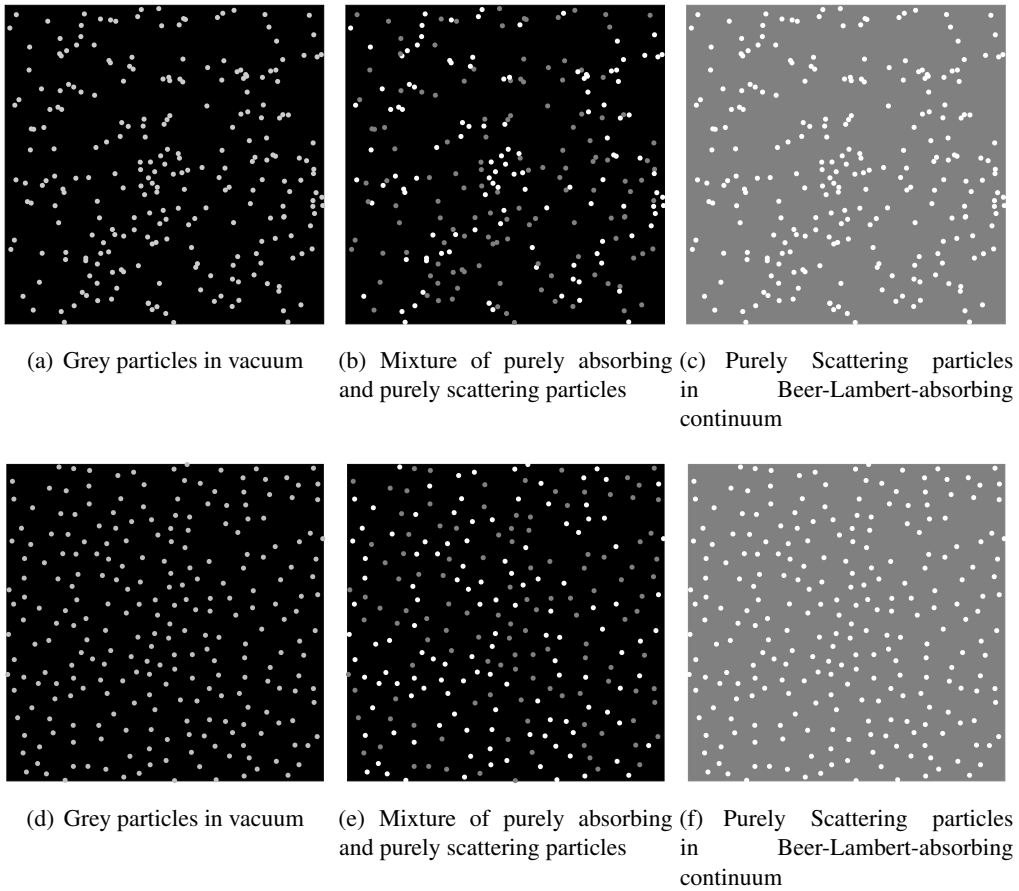 (a) Grey particles in vacuum
(b) Mixture of purely absorbing
and purely scattering particles
(c) Purely Scattering particles
in Beer-Lambert-absorbing
continuum
(d) Grey particles in vacuum
(e) Mixture of purely absorbing
and purely scattering particles
(f) Purely Scattering particles
in Beer-Lambert-absorbing
continuum